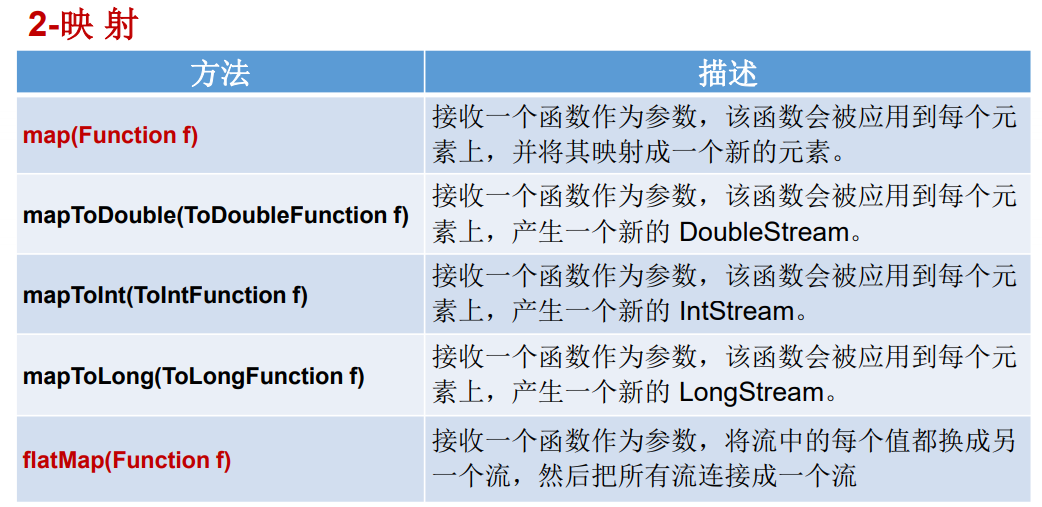 2-映 射
方法 描述
map(Function f)
接收一个函数作为参数，该函数会被应用到每个元
素上，并将其映射成一个新的元素。
mapToDouble(ToDoubleFunction f)
接收一个函数作为参数，该函数会被应用到每个元
素上，产生一个新的 DoubleStream。
mapToInt(ToIntFunction f)
接收一个函数作为参数，该函数会被应用到每个元
素上，产生一个新的 IntStream。
mapToLong(ToLongFunction f)
接收一个函数作为参数，该函数会被应用到每个元
素上，产生一个新的 LongStream。
flatMap(Function f)
接收一个函数作为参数，将流中的每个值都换成另
一个流，然后把所有流连接成一个流